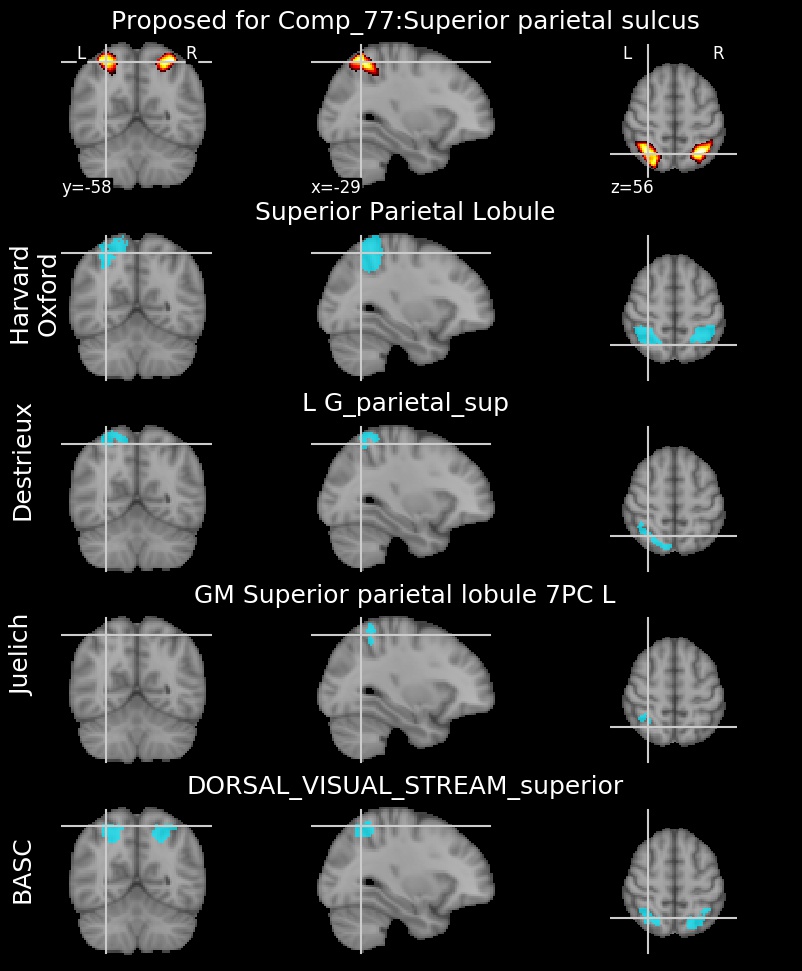 Proposed for Comp_77:Superior parietal sulcus
L R
L R
y=-58 x=-29 z=56
Superior Parietal Lobule
Harvard
Oxford
L G_parietal_sup
Destrieux
GM Superior parietal lobule 7PC L
Juelich
DORSAL_VISUAL_STREAM_superior
BASC